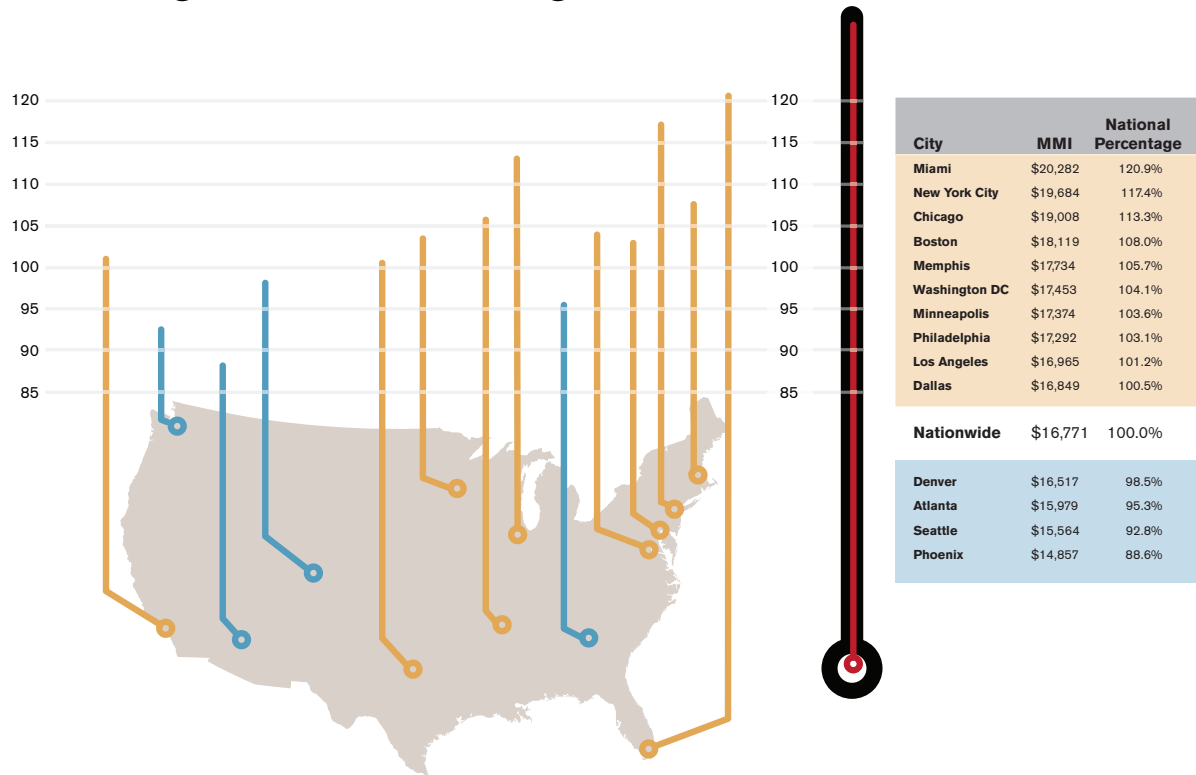 120 120
115 115
110 110
105 105
100 100
95 95
90 90
85 85
City MMI National Percentage
Miami $20,282 120.9%
New York City $19,684 117.4%
Chicago $19,008 113.3%
Boston $18,119 108.0%
Memphis $17,734 105.7%
Washington DC $17,453 104.1%
Minneapolis $17,374 103.6%
Philadelphia $17,292 103.1%
Los Angeles $16,965 101.2%
Dallas $16,849 100.5%
Nationwide $16,771 100.0%
Denver $16,517 98.5%
Atlanta $15,979 95.3%
Seattle $15,564 92.8%
Phoenix $14,857 88.6%